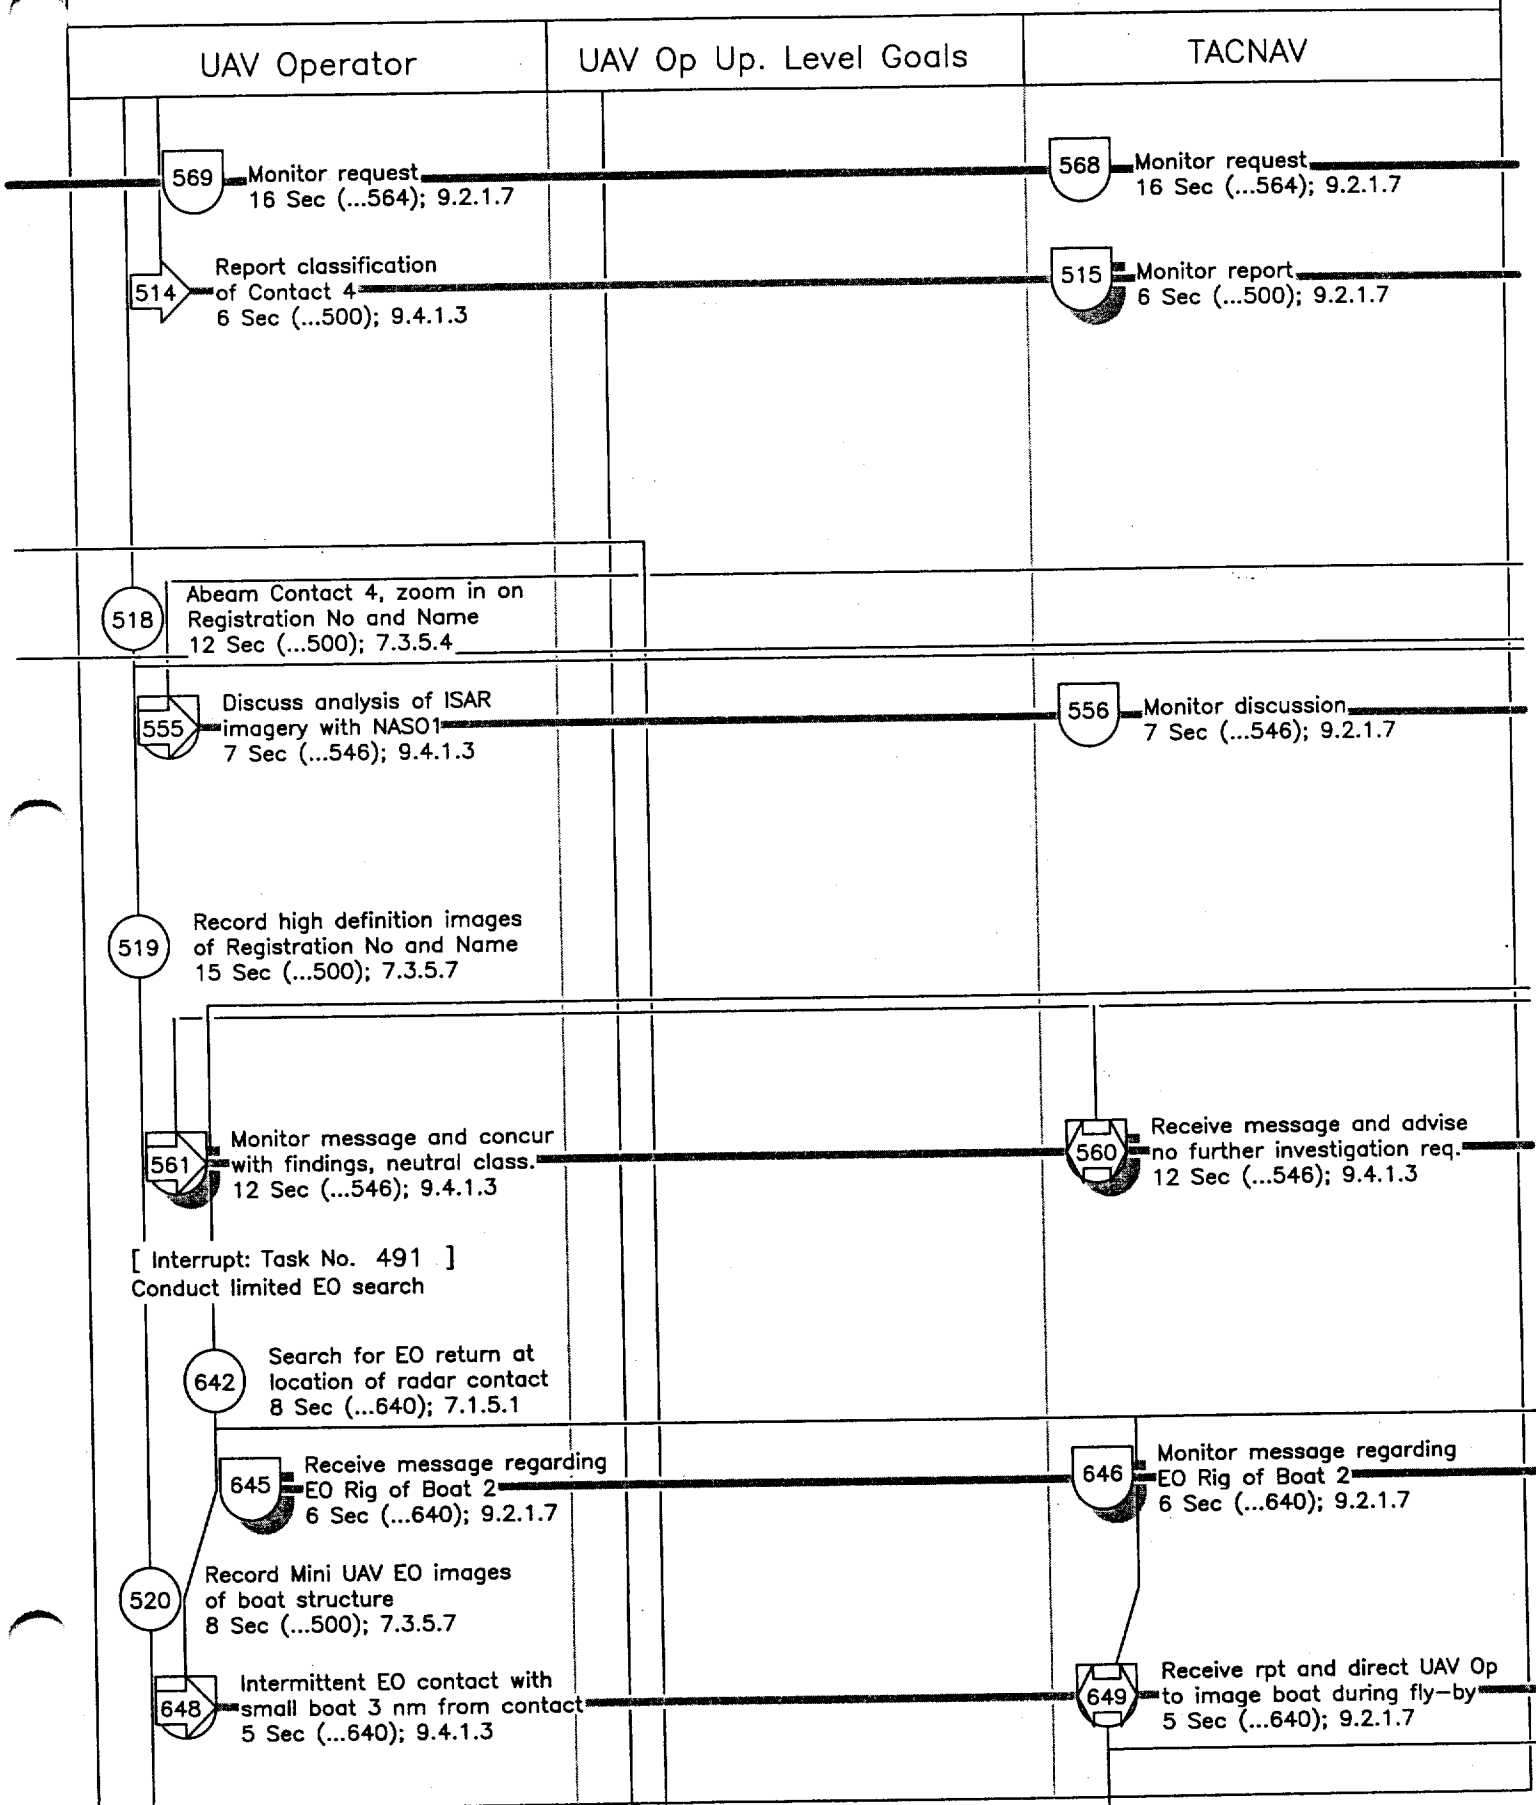 UAV Operator
UAV Op Up. Level Goals
TACNAV
569
Monitor request
16 Sec (...564); 9.2.1.7
568
Monitor request
16 Sec (...564); 9.2.1.7
514
Report classification
of Contact 4
6 Sec (...500); 9.4.1.3
515
Monitor report
6 Sec (...500); 9.2.1.7
518
Abeam Contact 4, zoom in on
Registration No and Name
12 Sec (...500); 7.3.5.4
555
Discuss analysis of ISAR
imagery with NASO1
7 Sec (...546); 9.4.1.3
556
Monitor discussion
7 Sec (...546); 9.2.1.7
519
Record high definition images
of Registration No and Name
15 Sec (...500); 7.3.5.7
561
Monitor message and concur
with findings, neutral class.
12 Sec (...546); 9.4.1.3
560
Receive message and advise
no further investigation req.
12 Sec (...546); 9.4.1.3
[ Interrupt: Task No. 491 ]
Conduct limited EO search
642
Search for EO return at
location of radar contact
8 Sec (...640); 7.1.5.1
645
Receive message regarding
EO Rig of Boat 2
6 Sec (...640); 9.2.1.7
646
Monitor message regarding
EO Rig of Boat 2
6 Sec (...640); 9.2.1.7
520
Record Mini UAV EO images
of boat structure
8 Sec (...500); 7.3.5.7
648
Intermittent EO contact with
small boat 3 nm from contact
5 Sec (...640); 9.4.1.3
649
Receive rpt and direct UAV Op
to image boat during fly-by
5 Sec (...640); 9.2.1.7